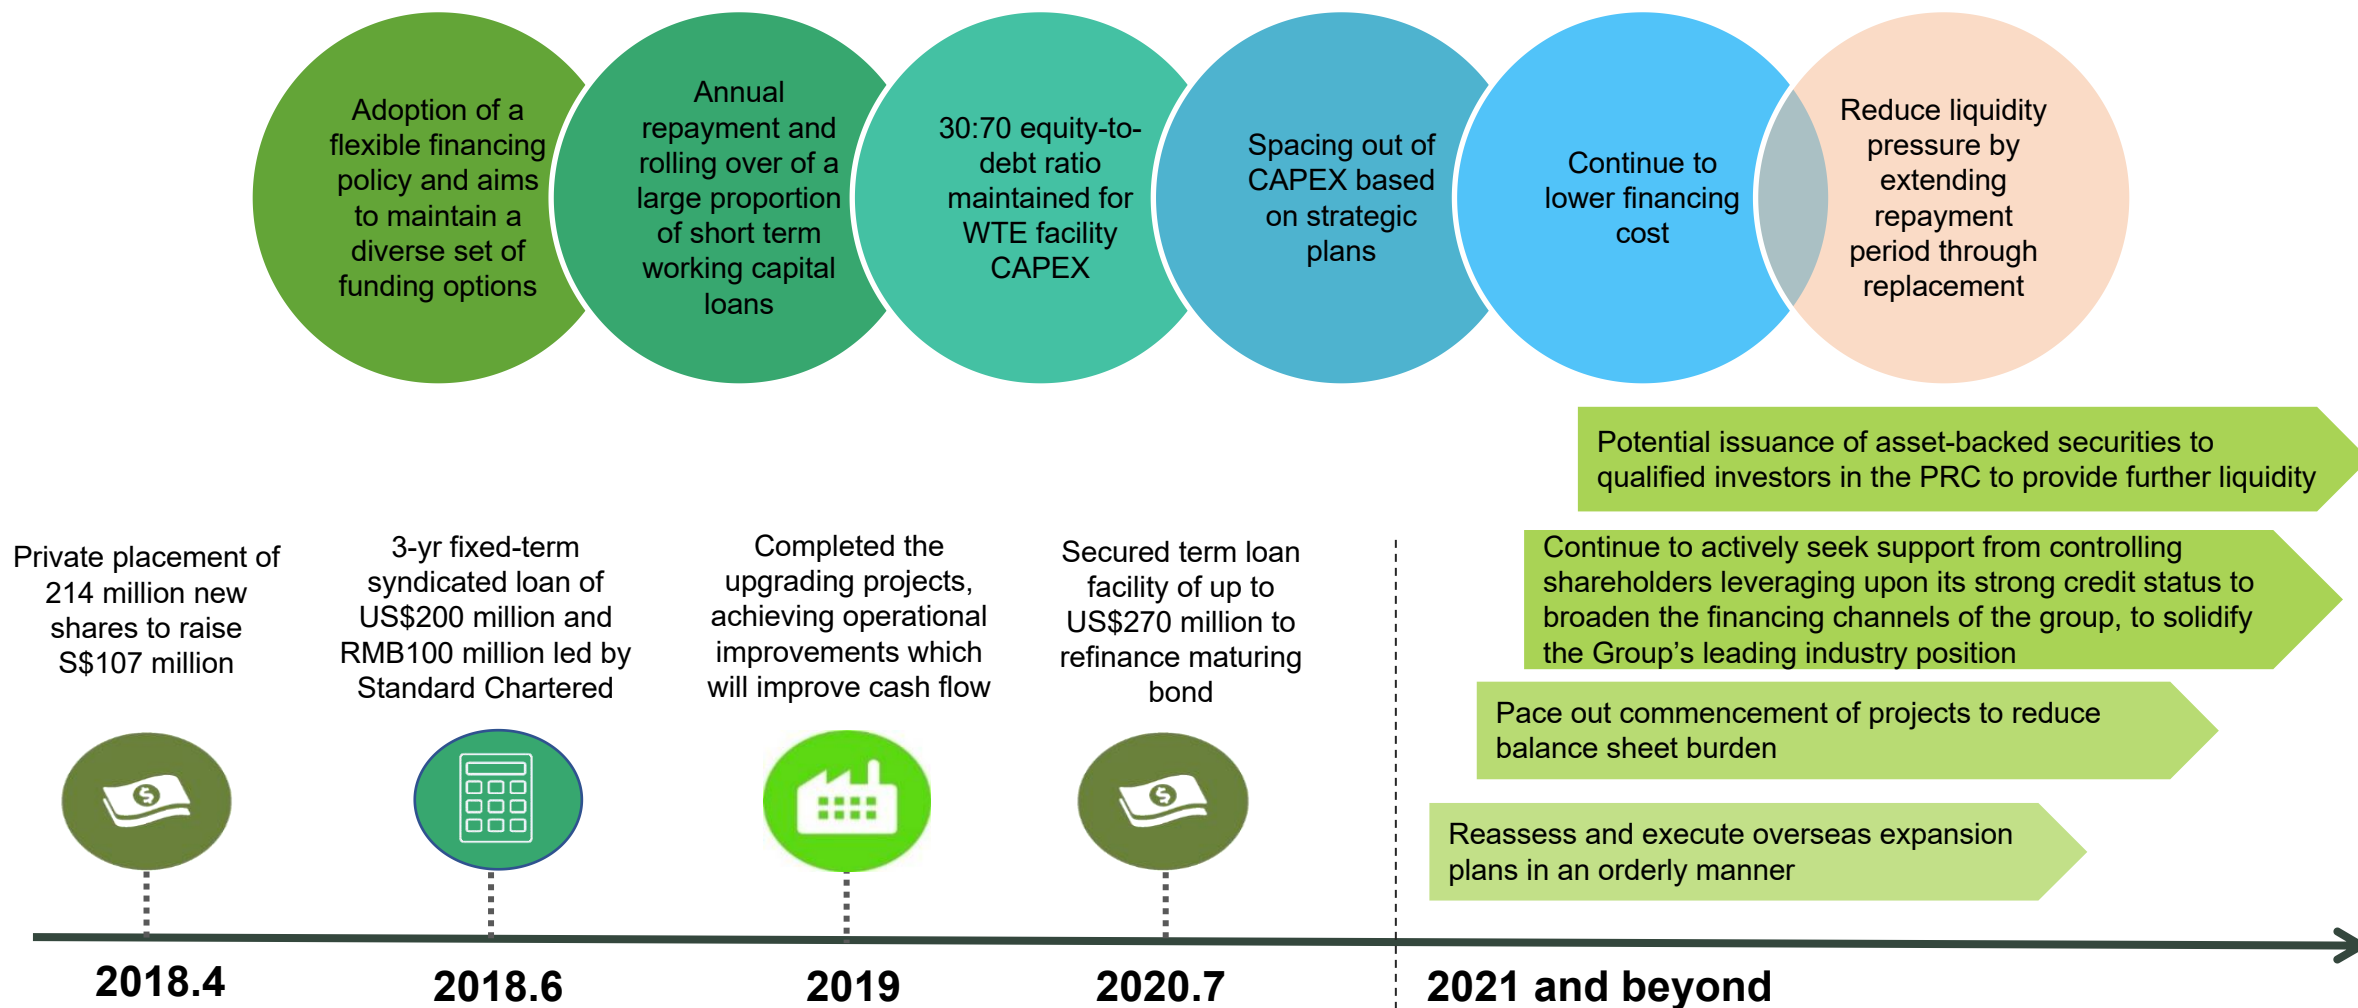 Adoption of a
flexible financing
policy and aims
to maintain a
diverse set of
funding options
Annual
repayment and
rolling over of a
large proportion
of short term
working capital
loans
30:70 equity-to-
debt ratio
maintained for
WTE facility
CAPEX
Spacing out of
CAPEX based
on strategic
plans
Continue to
lower financing
cost
Reduce liquidity
pressure by
extending
repayment
period through
replacement
Potential issuance of asset-backed securities to
qualified investors in the PRC to provide further liquidity
Continue to actively seek support from controlling
shareholders leveraging upon its strong credit status to
broaden the financing channels of the group, to solidify
the Group’s leading industry position
Pace out commencement of projects to reduce
balance sheet burden
Reassess and execute overseas expansion
plans in an orderly manner
Private placement of
214 million new
shares to raise
S$107 million
3-yr fixed-term
syndicated loan of
US$200 million and
RMB100 million led by
Standard Chartered
Completed the
upgrading projects,
achieving operational
improvements which
will improve cash flow
Secured term loan
facility of up to
US$270 million to
refinance maturing
bond
$
$
2018.4
2018.6
2019
2020.7
2021 and beyond